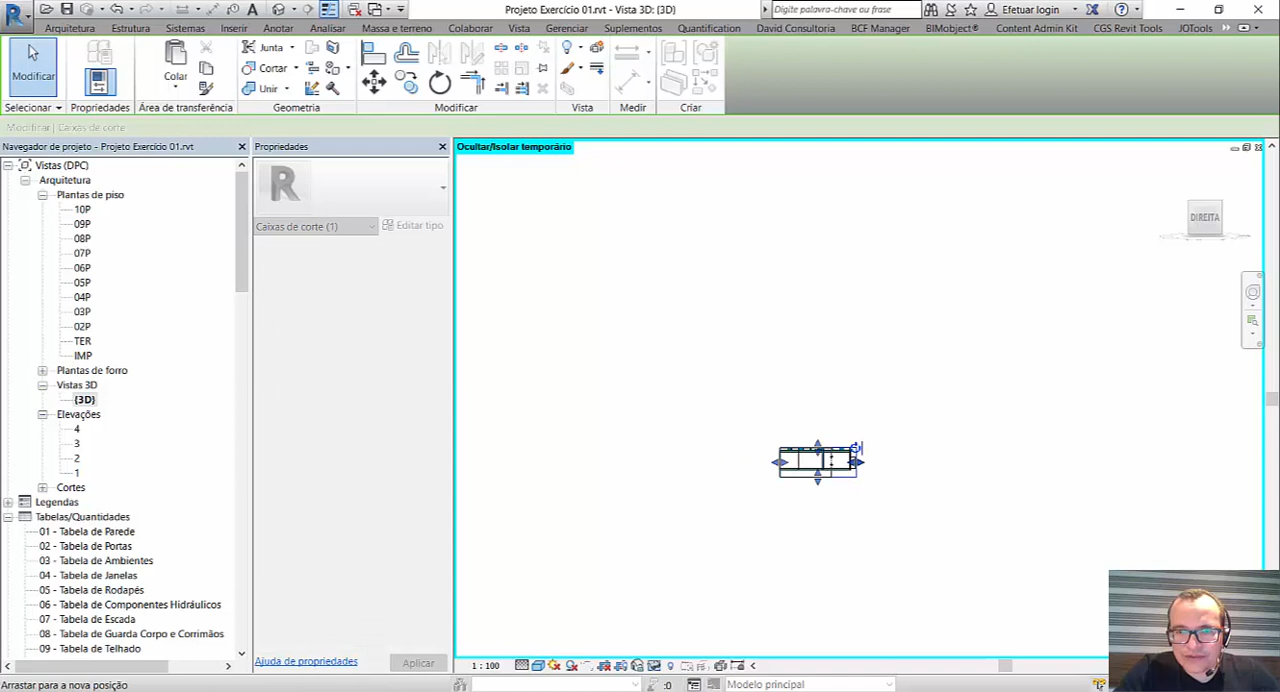 Projeto Exercício 01.rvt - Vista 3D: {3D}
Digite palavra-chave ou frase
Efetuar login
Arquitetura Estrutura Sistemas Inserir Anotar Analisar Massa e terreno Colaborar Vista Gerenciar Suplementos Quantification David Consultoria BCF Manager BIMobject® Content Admin Kit CGS Revit Tools JOTools
Modificar
Colar
Junta
Cortar
Unir
Selecionar Propriedades Área de transferência Geometria Modificar Vista Medir Criar
Modificar | Caixas de corte
Navegador de projeto - Projeto Exercício 01.rvt
Vistas (DPC)
Arquitetura
Plantas de piso
10P
09P
08P
07P
06P
05P
04P
03P
02P
TER
IMP
Plantas de forro
Vistas 3D
{3D}
Elevações
4
3
2
1
Cortes
Legendas
Tabelas/Quantidades
01 - Tabela de Parede
02 - Tabela de Portas
03 - Tabela de Ambientes
04 - Tabela de Janelas
05 - Tabela de Rodapés
06 - Tabela de Componentes Hidráulicos
07 - Tabela de Escada
08 - Tabela de Guarda Corpo e Corrimãos
09 - Tabela de Telhado
Propriedades
R
Caixas de corte (1)
Editar tipo
Ajuda de propriedades
Aplicar
Ocultar/Isolar temporário
DIREITA
1 : 100
Arrastar para a nova posição
:0
Modelo principal